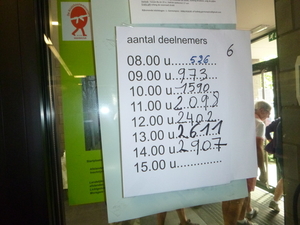 aantal deelnemers
6
08.00 u. 526
09.00 u. 973
10.00 u. 1590
11.00 u. 2098
12.00 u. 2402
13.00 u. 2611
14.00 u. 2907
15.00 u.............